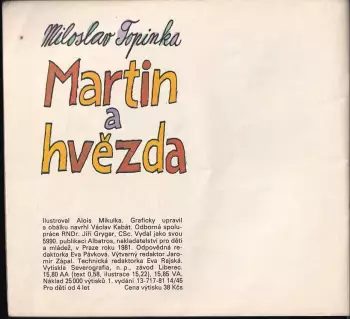 Miloslav Topinka
Martin
a
hvězda
Ilustroval Alois Mikulka. Graficky upravil
a obálku navrhl Václav Kabát. Odborná spolu-
práce RNDr. Jiří Grygar, CSc. Vydal jako svou
5990. publikaci Albatros, nakladatelství pro děti
a mládež, v Praze roku 1981. Odpovědná re-
daktorka Eva Pávková. Výtvarný redaktor Jaro-
mír Zápal. Technická redaktorka Eva Rajská.
Vytiskla Severografia, n. p., závod Liberec.
15,80 AA (text 0,58, ilustrace 15,22), 15,85 VA.
Náklad 25 000 výtisků 1. vydání 13-717-81 14/45
Pro děti od 4 let Cena výtisku 38 Kčs